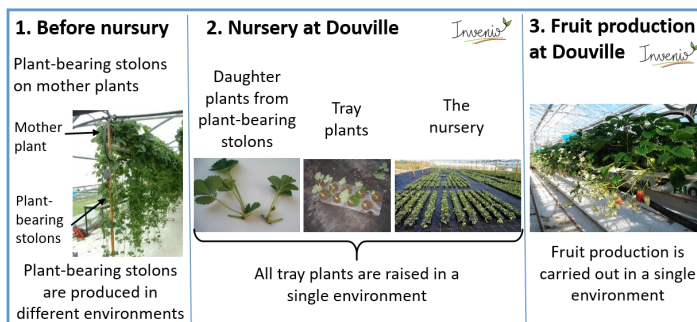 1. Before nursury
Plant-bearing stolons
on mother plants
Mother
plant
Plant-
bearing
stolons
Plant-bearing stolons
are produced in
different environments
2. Nursery at Douville
Invenio
Daughter
plants from
plant-bearing
stolons
Tray
plants
The
nursery
All tray plants are raised in a
single environment
3. Fruit production
at Douville
Invenio
Fruit production is
carried out in a single
environment